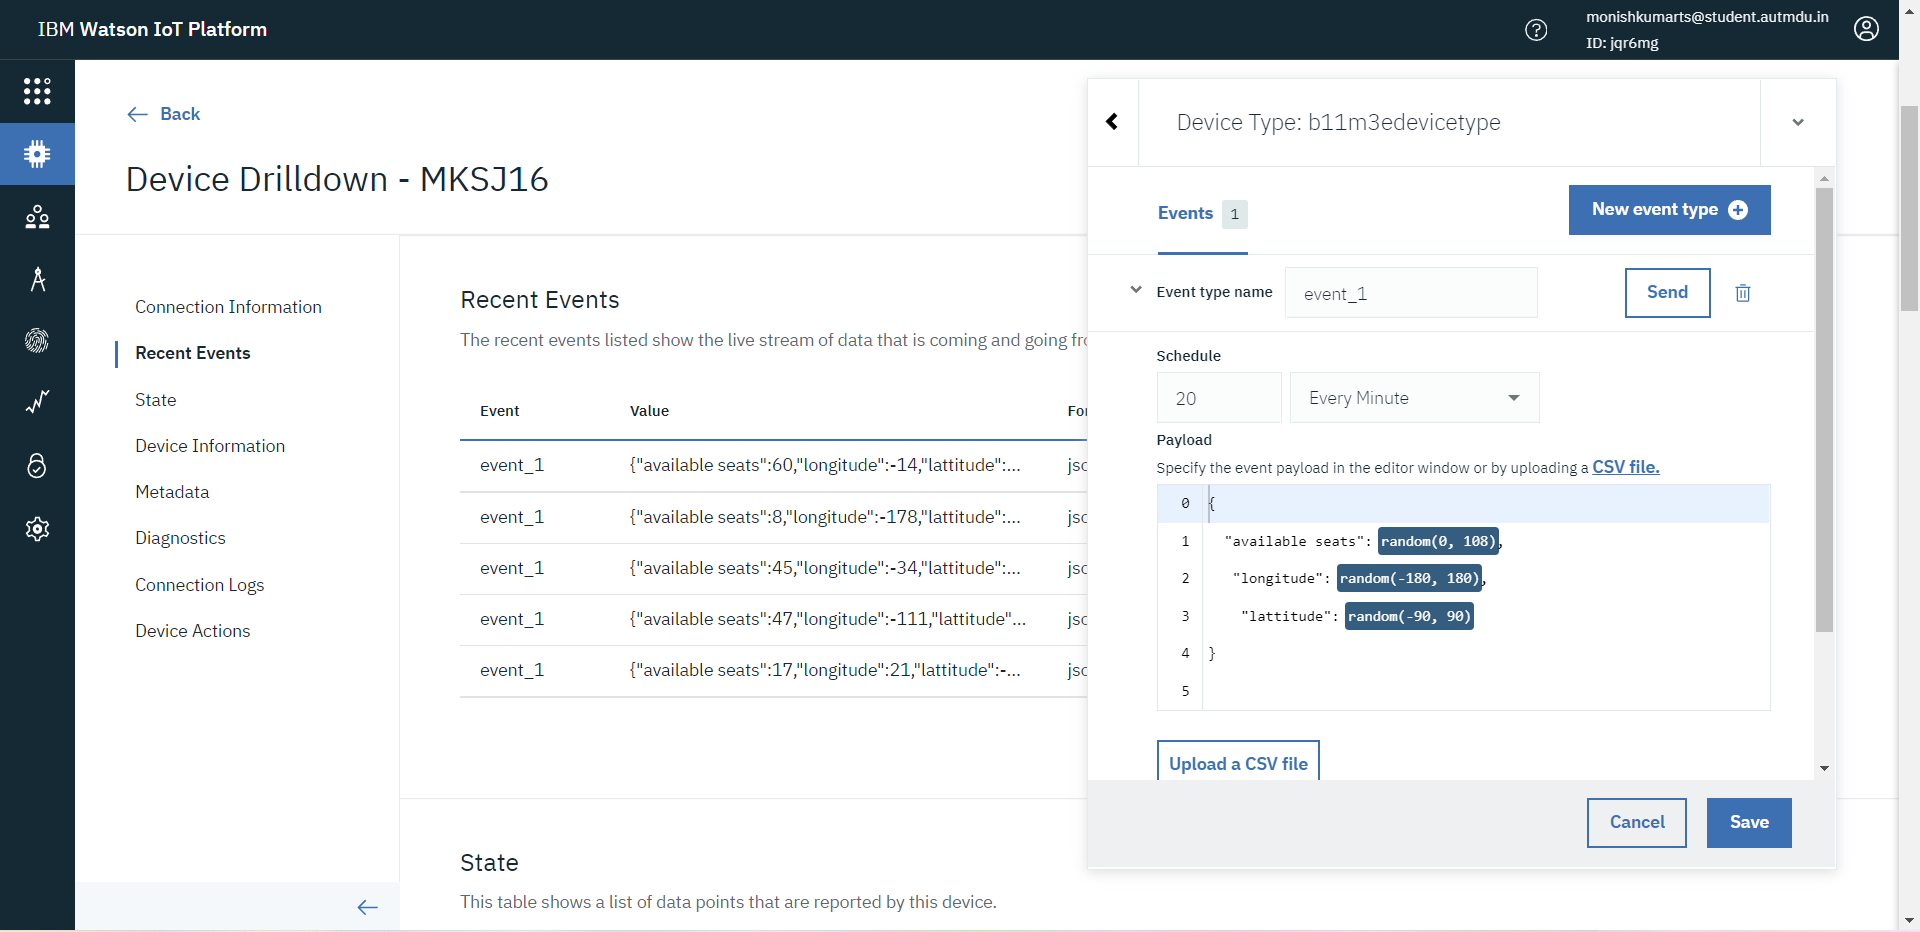 IBM Watson IoT Platform
monishkumarts@student.autmdu.in
ID: jqr6mg
Back
Device Drilldown - MKSJ16
Connection Information
Recent Events
State
Device Information
Metadata
Diagnostics
Connection Logs
Device Actions
Recent Events
The recent events listed show the live stream of data that is coming and going
Event Value
event_1 {"available seats":60,"longitude":-14,"lattitude":...
event_1 {"available seats":8,"longitude":-178,"lattitude":...
event_1 {"available seats":45,"longitude":-34,"lattitude":...
event_1 {"available seats":47,"longitude":-111,"lattitude"...
event_1 {"available seats":17,"longitude":21,"lattitude":-...
State
This table shows a list of data points that are reported by this device.
Device Type: b11m3edevicetype
Events 1
New event type
Event type name event_1 Send
Schedule
20 Every Minute
Payload
Specify the event payload in the editor window or by uploading a CSV file.
0 {
1 "available seats": random(0, 108),
2 "longitude": random(-180, 180),
3 "lattitude": random(-90, 90)
4 }
5
Upload a CSV file
Cancel Save